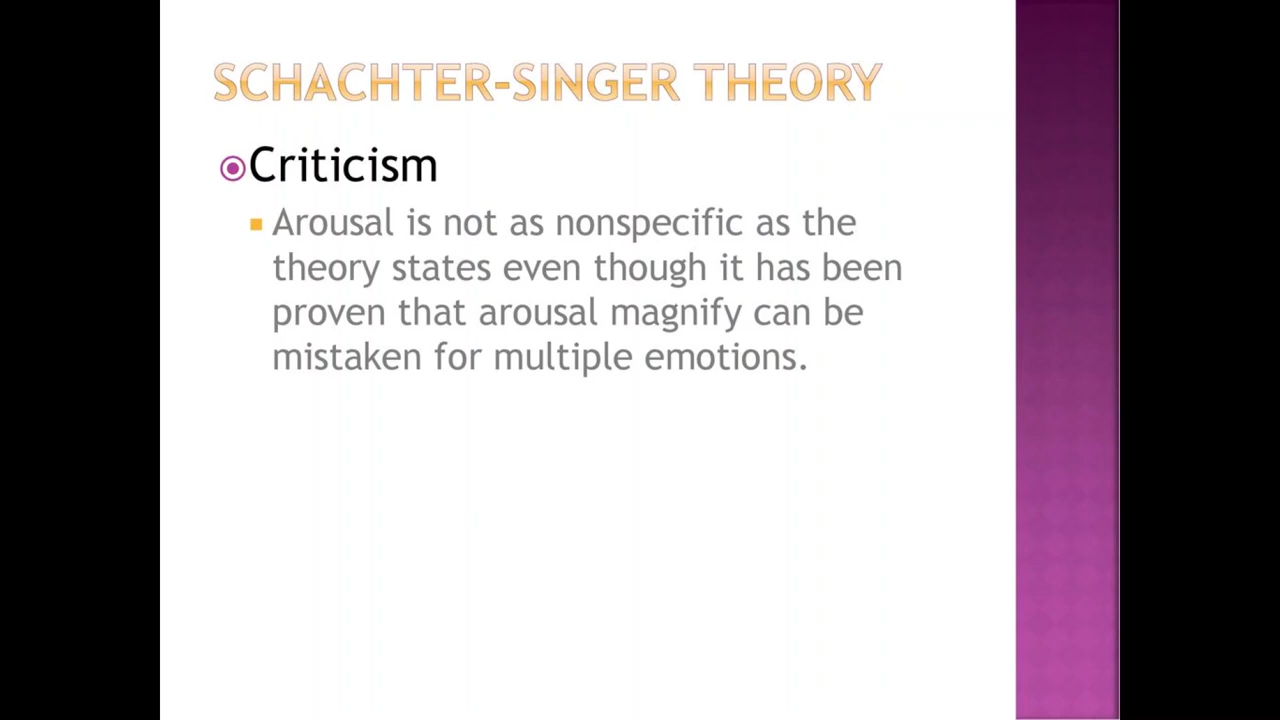 SCHACHTER-SINGER THEORY
Criticism
Arousal is not as nonspecific as the
theory states even though it has been
proven that arousal magnify can be
mistaken for multiple emotions.